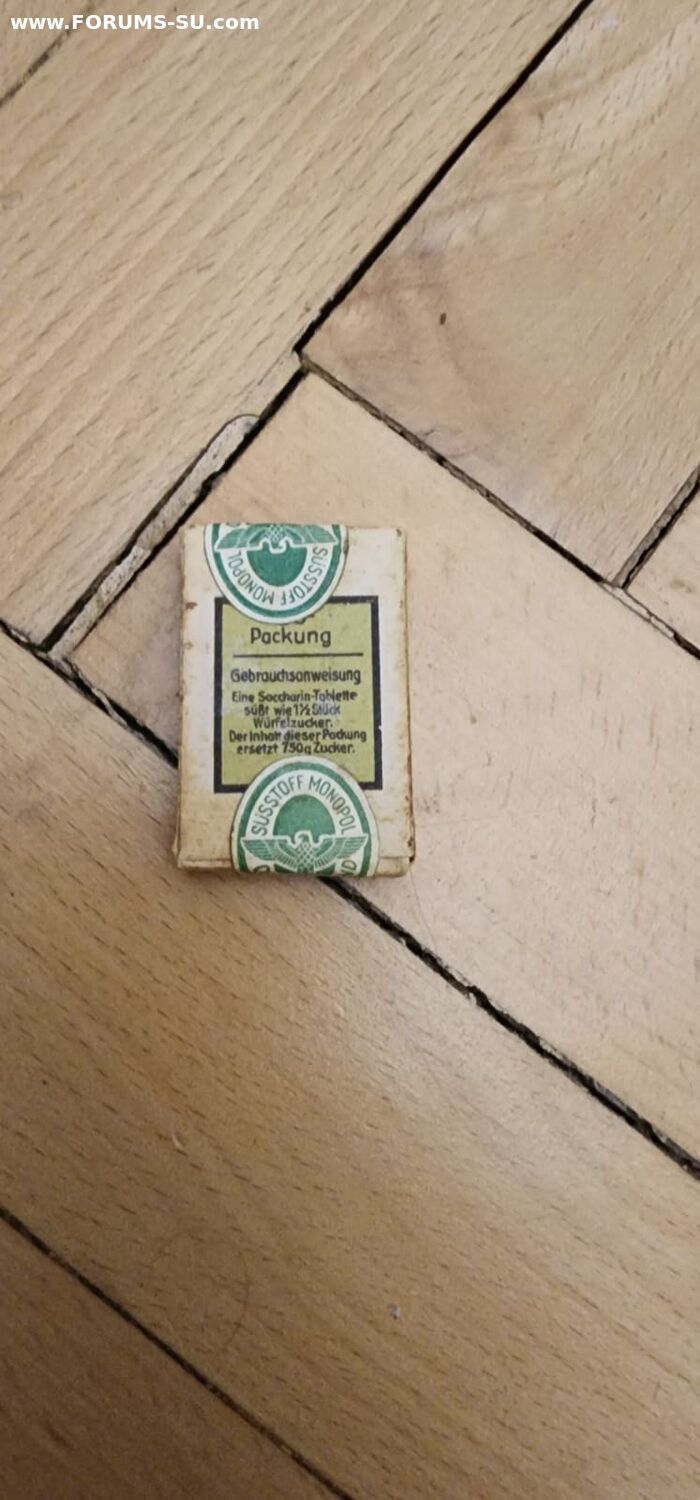 www.FORUMS-SU.com
SÜSSTOFF MONOPOL
Packung
Gebrauchsanweisung
Eine Saccharin-Tablette
süßt wie 1½ Stück
Würfelzucker.
Der Inhalt dieser Packung
ersetzt 750g Zucker.
SÜSSTOFF MONOPOL